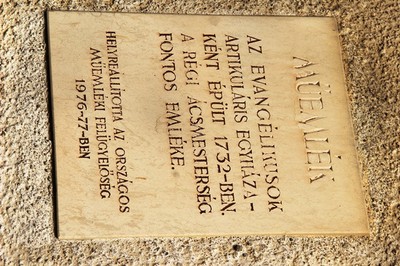 MŰEMLÉK
AZ EVANGÉLIKUSOK
ARTIKULÁRIS EGYHÁZA-
KÉNT ÉPÜLT 1732-BEN.
A RÉGI ÁCSMESTERSÉG
FONTOS EMLÉKE.
HELYREÁLLÍTOTTA AZ ORSZÁGOS
MŰEMLÉKI FELÜGYELŐSÉG
1976-77-BEN